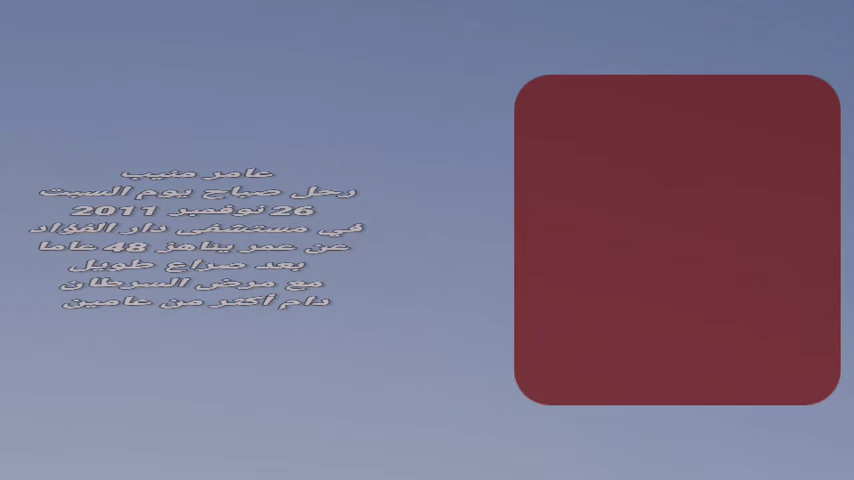 عامر منيب
رحل صباح يوم السبت
26 نوفمبر 2011
في مستشفى دار الفؤاد
عن عمر يناهز 48 عاما
بعد صراع طويل
مع مرض السرطان
دام أكثر من عامين